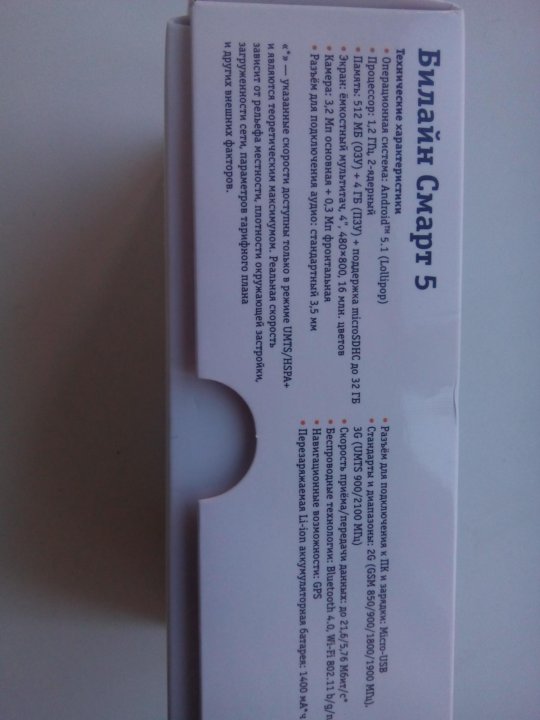 Билайн Смарт 5
Технические характеристики
• Операционная система: Android™ 5.1 (Lollipop)
• Процессор: 1,2 ГГц, 2-ядерный
• Память: 512 МБ (ОЗУ) + 4 ГБ (ПЗУ) + поддержка microSDHC до 32 ГБ
• Экран: ёмкостный мультитач, 4", 480×800, 16 млн. цветов
• Камера: 3,2 Мп основная + 0,3 Мп фронтальная
• Разъём для подключения аудио: стандартный 3,5 мм
«*» — указанные скорости доступны только в режиме UMTS/HSPA+
и являются теоретическим максимумом. Реальная скорость
зависит от рельефа местности, плотности окружающей застройки,
загруженности сети, параметров тарифного плана
и других внешних факторов.
• Разъём для подключения к ПК и зарядки: Micro-USB
• Стандарты и диапазоны: 2G (GSM 850/900/1800/1900 МГц),
3G (UMTS 900/2100 МГц)
• Скорость приёма/передачи данных: до 21,6/5,76 Мбит/с*
• Беспроводные технологии: Bluetooth 4.0, Wi-Fi 802.11 b/g/n
• Навигационные возможности: GPS
• Перезаряжаемая Li-ion аккумуляторная батарея: 1400 мА*ч